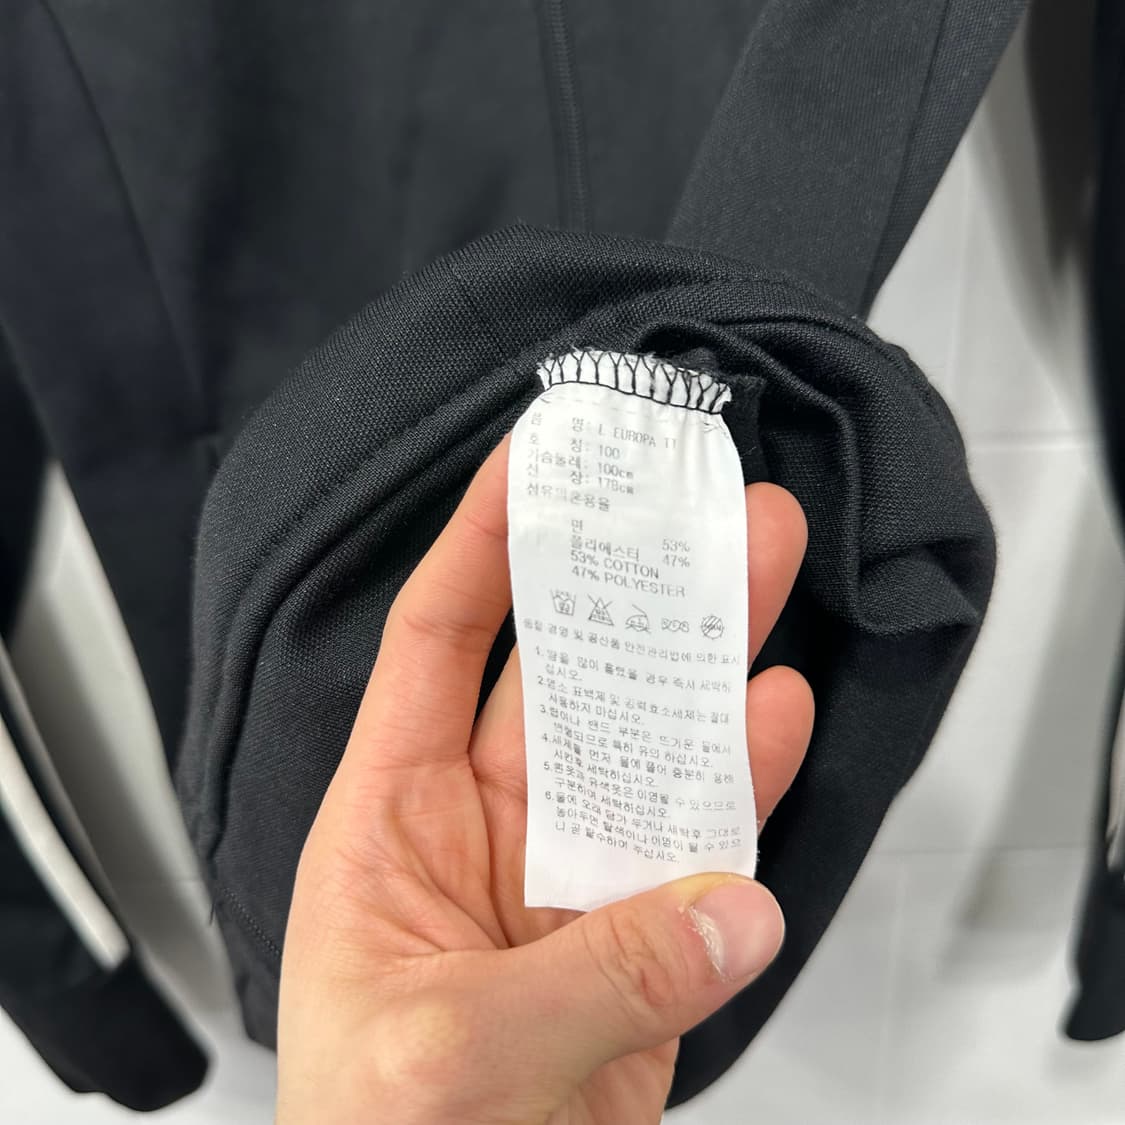 품 명: L EUROPA TT
호 칭: 100
가슴둘레: 100cm
신 장: 178cm
섬유의혼용율
면 53%
폴리에스터 47%
53% COTTON
47% POLYESTER
품질 경영 및 공산품 안전관리법에 의한 표시
1.땀을 많이 흘렸을 경우 즉시 세탁하
십시오.
2.염소 표백제 및 강력효소세제는 절대
사용하지 마십시오.
3.컬러나 밴드 부분은 뜨거운 물에서
변형되므로 특히 유의 하십시오.
4.세제를 먼저 물에 풀어 충분히 용해
시킨후 세탁하십시오.
5.흰옷과 유색옷은 이염될 수 있으므로
구분하여 세탁하십시오.
6.물에 오래 담가 두거나 세탁후 그대로
놓아두면 탈색이나 이염이 될 수 있으
니 곧 탈수하여 주십시오.